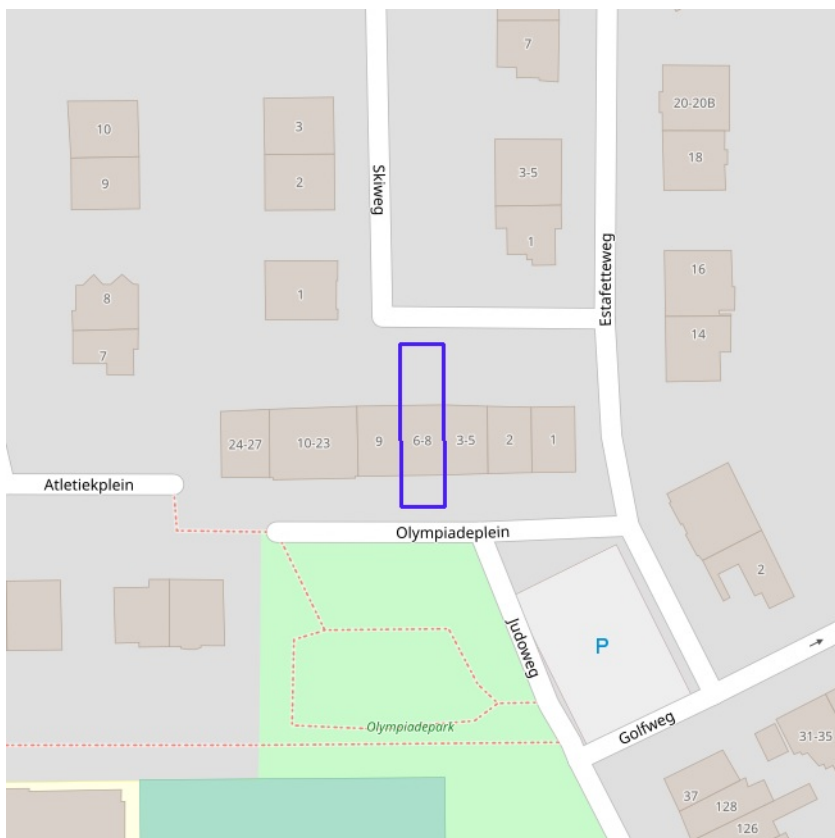 7
20-20B
10
3
18
9
2
3-5
Skiweg
1
Estafetteweg
16
8
1
14
7
24-27
10-23
9
6-8
3-5
2
1
Atletiekplein
Olympiadeplein
2
Judoweg
P
Golfweg
Olympiadepark
31-35
37
128
126